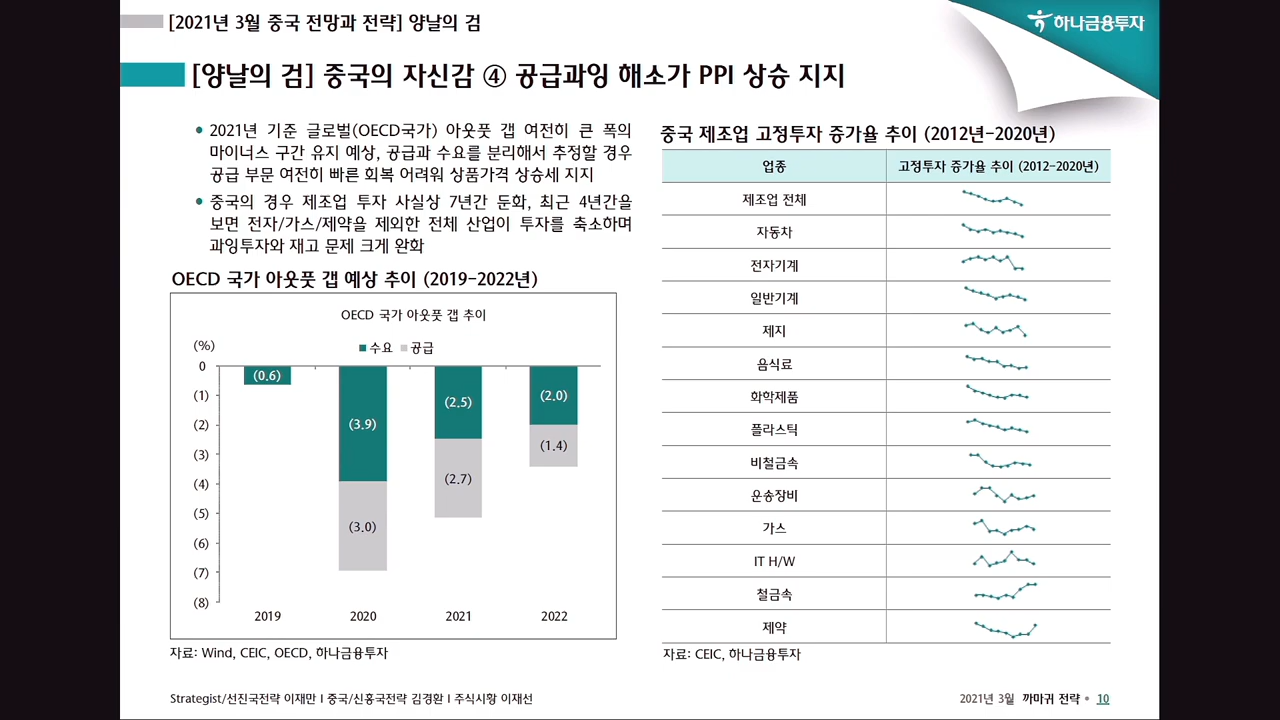 [2021년 3월 중국 전망과 전략] 양날의 검
하나금융투자
[양날의 검] 중국의 자신감 ④ 공급과잉 해소가 PPI 상승 지지
• 2021년 기준 글로벌(OECD국가) 아웃풋 갭 여전히 큰 폭의
마이너스 구간 유지 예상, 공급과 수요를 분리해서 추정할 경우
공급 부문 여전히 빠른 회복 어려워 상품가격 상승세 지지
• 중국의 경우 제조업 투자 사실상 7년간 둔화, 최근 4년간을
보면 전자/가스/제약을 제외한 전체 산업이 투자를 축소하며
과잉투자와 재고 문제 크게 완화
OECD 국가 아웃풋 갭 예상 추이 (2019-2022년)
OECD 국가 아웃풋 갭 추이
(%)
수요 공급
0
(1)
(2)
(3)
(4)
(5)
(6)
(7)
(8)
(0.6)
(3.9)
(3.0)
(2.5)
(2.7)
(2.0)
(1.4)
2019 2020 2021 2022
자료: Wind, CEIC, OECD, 하나금융투자
중국 제조업 고정투자 증가율 추이 (2012년-2020년)
업종 고정투자 증가율 추이 (2012-2020년)
제조업 전체
자동차
전자기계
일반기계
제지
음식료
화학제품
플라스틱
비철금속
운송장비
가스
IT H/W
철금속
제약
자료: CEIC, 하나금융투자
Strategist/선진국전략 이재만 I 중국/신흥국전략 김경환 I 주식시황 이재선
2021년 3월 까마귀 전략 • 10